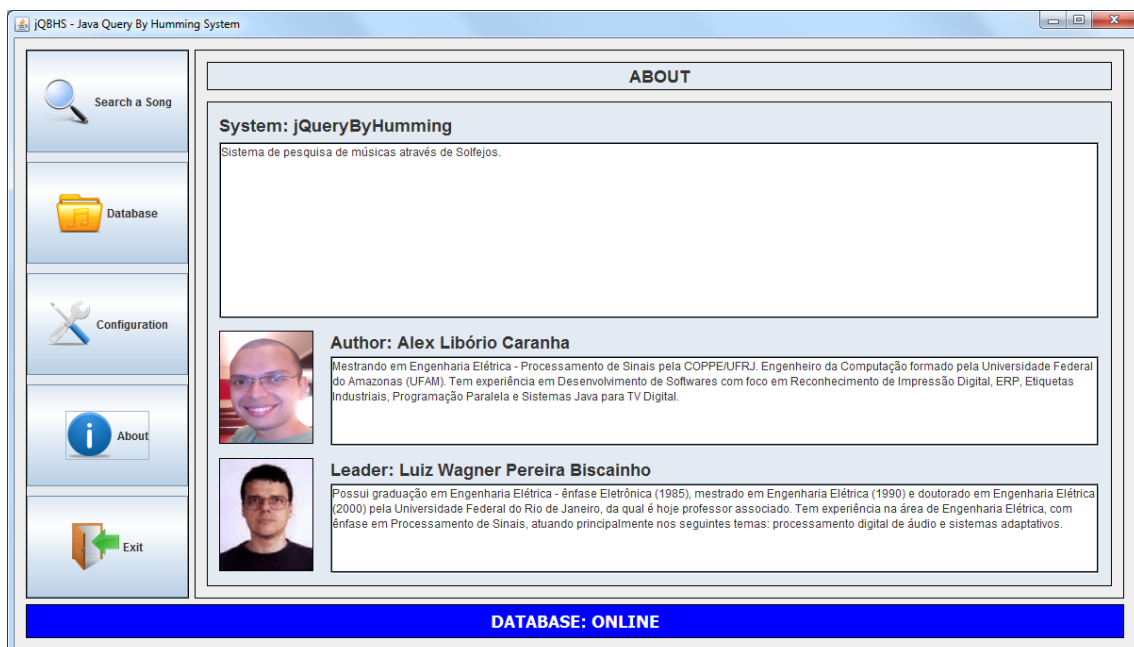 jQBHS - Java Query By Humming System
Search a Song
Database
Configuration
About
Exit
ABOUT
System: jQueryByHumming
Sistema de pesquisa de músicas através de Solfejos.
Author: Alex Libório Caranha
Mestrando em Engenharia Elétrica - Processamento de Sinais pela COPPE/UFRJ. Engenheiro da Computação formado pela Universidade Federal
do Amazonas (UFAM). Tem experiência em Desenvolvimento de Softwares com foco em Reconhecimento de Impressão Digital, ERP, Etiquetas
Industriais, Programação Paralela e Sistemas Java para TV Digital.
Leader: Luiz Wagner Pereira Biscainho
Possui graduação em Engenharia Elétrica - ênfase Eletrônica (1985), mestrado em Engenharia Elétrica (1990) e doutorado em Engenharia Elétrica
(2000) pela Universidade Federal do Rio de Janeiro, da qual é hoje professor associado. Tem experiência na área de Engenharia Elétrica, com
ênfase em Processamento de Sinais, atuando principalmente nos seguintes temas: processamento digital de áudio e sistemas adaptativos.
DATABASE: ONLINE